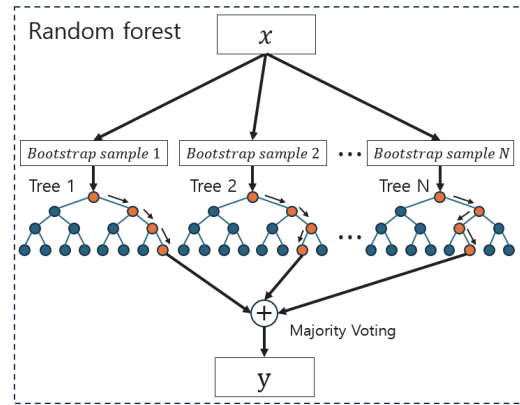 Random forest
x
Bootstrap sample 1
Bootstrap sample 2
...
Bootstrap sample N
Tree 1
Tree 2
Tree N
...
+
Majority Voting
y